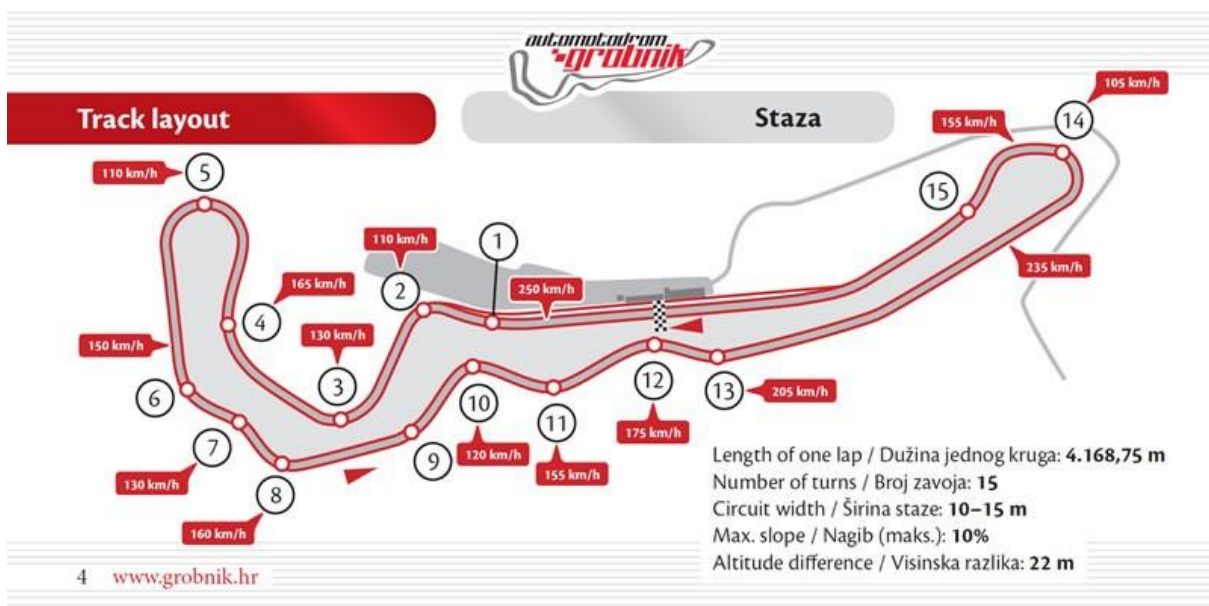 automotodrom
grobnik
Track layout
Staza
105 km/h
155 km/h
14
110 km/h
5
15
110 km/h
1
235 km/h
165 km/h
2
250 km/h
4
130 km/h
150 km/h
3
12
13
205 km/h
6
10
11
175 km/h
7
9
120 km/h
155 km/h
130 km/h
8
160 km/h
Length of one lap / Dužina jednog kruga: 4.168,75 m
Number of turns / Broj zavoja: 15
Circuit width / Širina staze: 10–15 m
Max. slope / Nagib (maks.): 10%
Altitude difference / Visinska razlika: 22 m
4 www.grobnik.hr